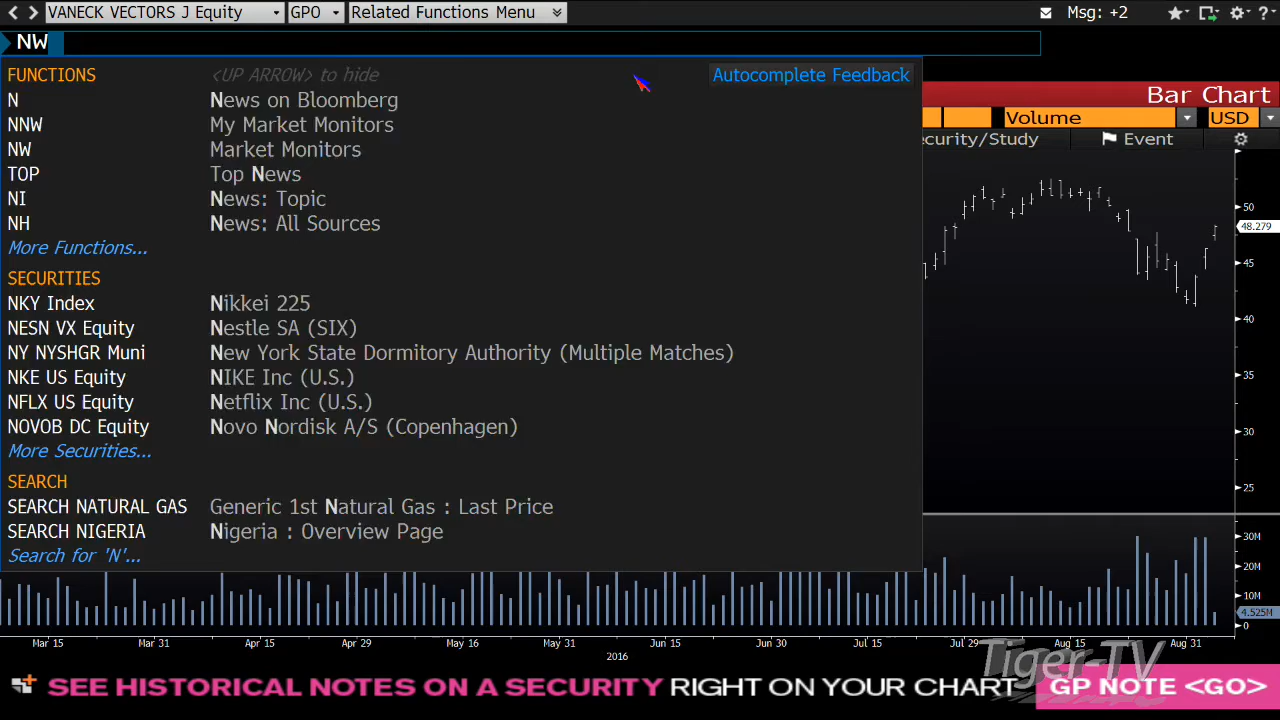 VANECK VECTORS J Equity GPO Related Functions Menu Msg: +2 ?
NW
FUNCTIONS <UP ARROW> to hide Autocomplete Feedback
N News on Bloomberg
NNW My Market Monitors
NW Market Monitors
TOP Top News
NI News: Topic
NH News: All Sources
More Functions...
SECURITIES
NKY Index Nikkei 225
NESN VX Equity Nestle SA (SIX)
NY NYSHGR Muni New York State Dormitory Authority (Multiple Matches)
NKE US Equity NIKE Inc (U.S.)
NFLX US Equity Netflix Inc (U.S.)
NOVOB DC Equity Novo Nordisk A/S (Copenhagen)
More Securities...
SEARCH
SEARCH NATURAL GAS Generic 1st Natural Gas : Last Price
SEARCH NIGERIA Nigeria : Overview Page
Search for 'N'...
Bar Chart
Volume USD
ecurity/Study Event
50
48.279
45
40
35
30
25
30M
20M
10M
4.525M
0
Mar 15 Mar 31 Apr 15 Apr 29 May 16 May 31 Jun 15 Jun 30 Jul 15 Jul 29 Aug 15 Aug 31
2016
Tiger-TV
SEE HISTORICAL NOTES ON A SECURITY RIGHT ON YOUR CHART GP NOTE <GO>